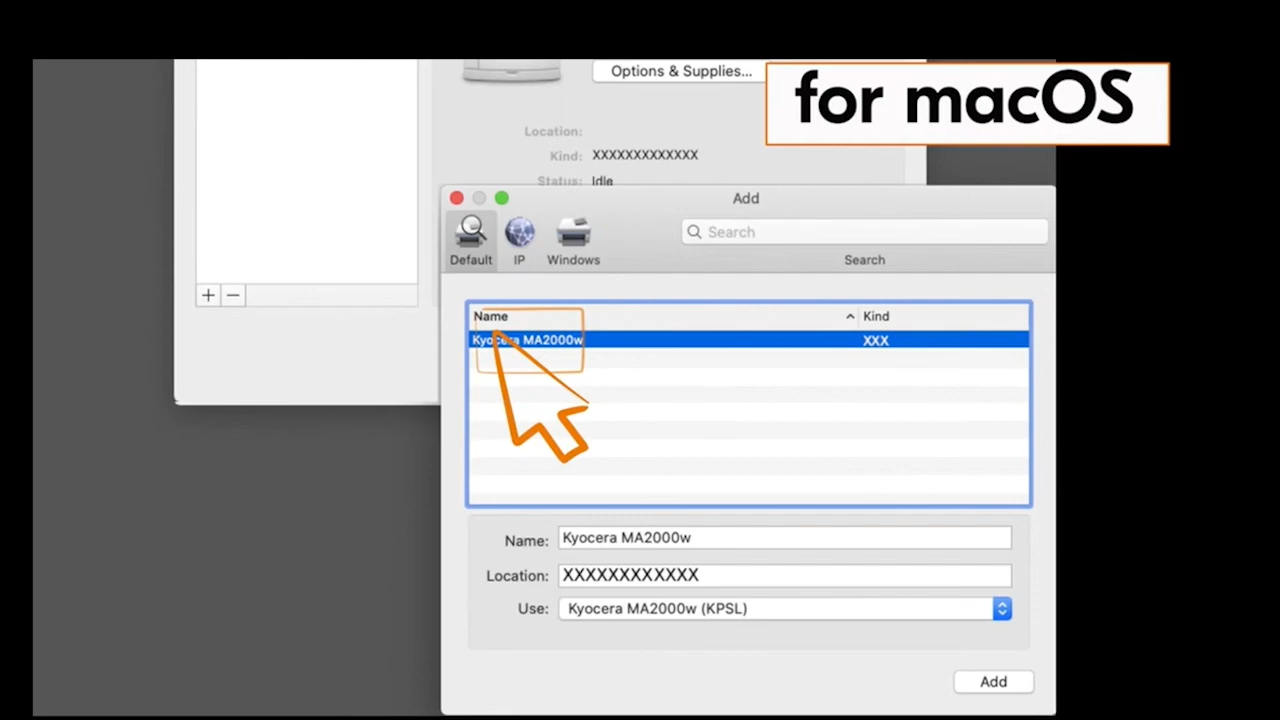 Options & Supplies...
for macOS
Location:
Kind: XXXXXXXXXXXXX
Status: Idle
Add
Search
Default IP Windows Search
Name Kind
Kyocera MA2000w XXX
Name: Kyocera MA2000w
Location: XXXXXXXXXXXX
Use: Kyocera MA2000w (KPSL)
Add